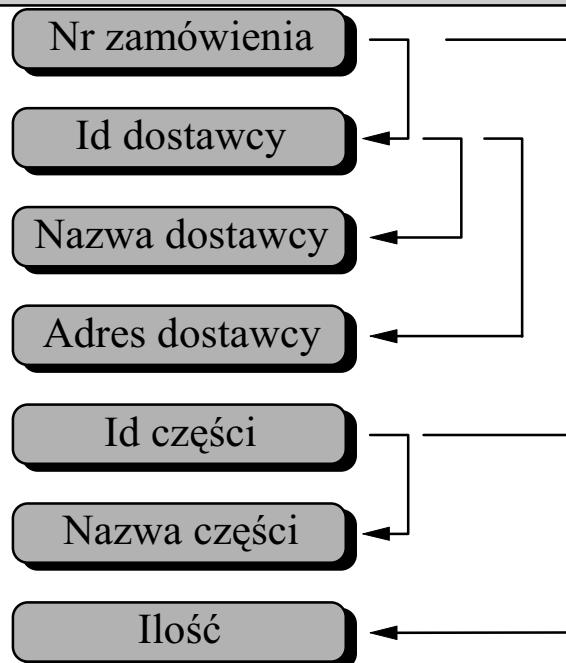 Nr zamówienia
Id dostawcy
Nazwa dostawcy
Adres dostawcy
Id części
Nazwa części
Ilość